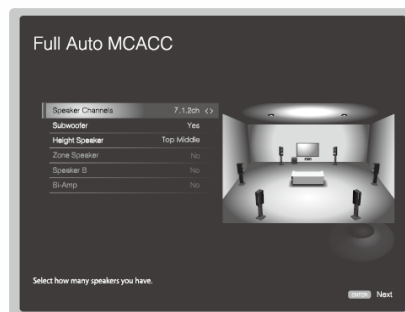 Full Auto MCACC
Speaker Channels 7.1.2ch <>
Subwoofer Yes
Height Speaker Top Middle
Zone Speaker No
Speaker B No
Bi-Amp No
Select how many speakers you have.
ENTER Next